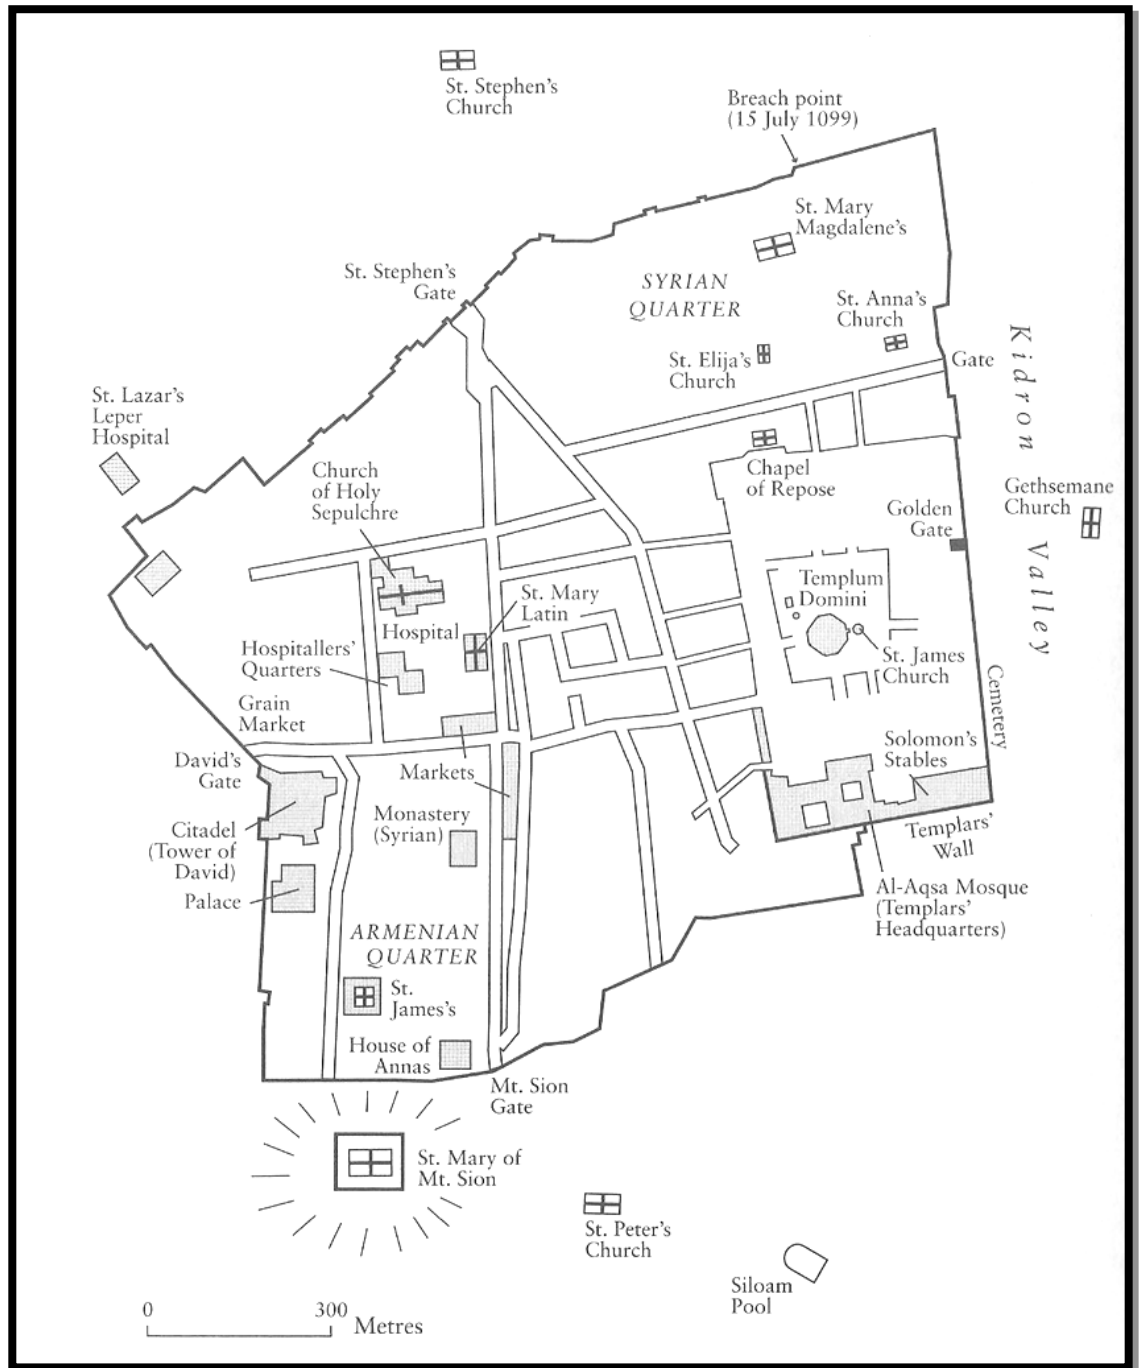 St. Stephen's
Church
Breach point
(15 July 1099)
St. Mary
Magdalene's
St. Stephen's
Gate
SYRIAN
QUARTER
St. Anna's
Church
St. Elija's
Church
Gate
Kidron Valley
St. Lazar's
Leper
Hospital
Church
of Holy
Sepulchre
Chapel
of Repose
Gethsemane
Church
Golden
Gate
Templum
Domini
St. Mary
Latin
Hospital
Hospitallers'
Quarters
St. James
Church
Cemetery
Grain
Market
David's
Gate
Markets
Solomon's
Stables
Citadel
(Tower of
David)
Monastery
(Syrian)
Templars'
Wall
Palace
Al-Aqsa Mosque
(Templars'
Headquarters)
ARMENIAN
QUARTER
St.
James's
House of
Annas
Mt. Sion
Gate
St. Mary of
Mt. Sion
St. Peter's
Church
Siloam
Pool
0 300
Metres